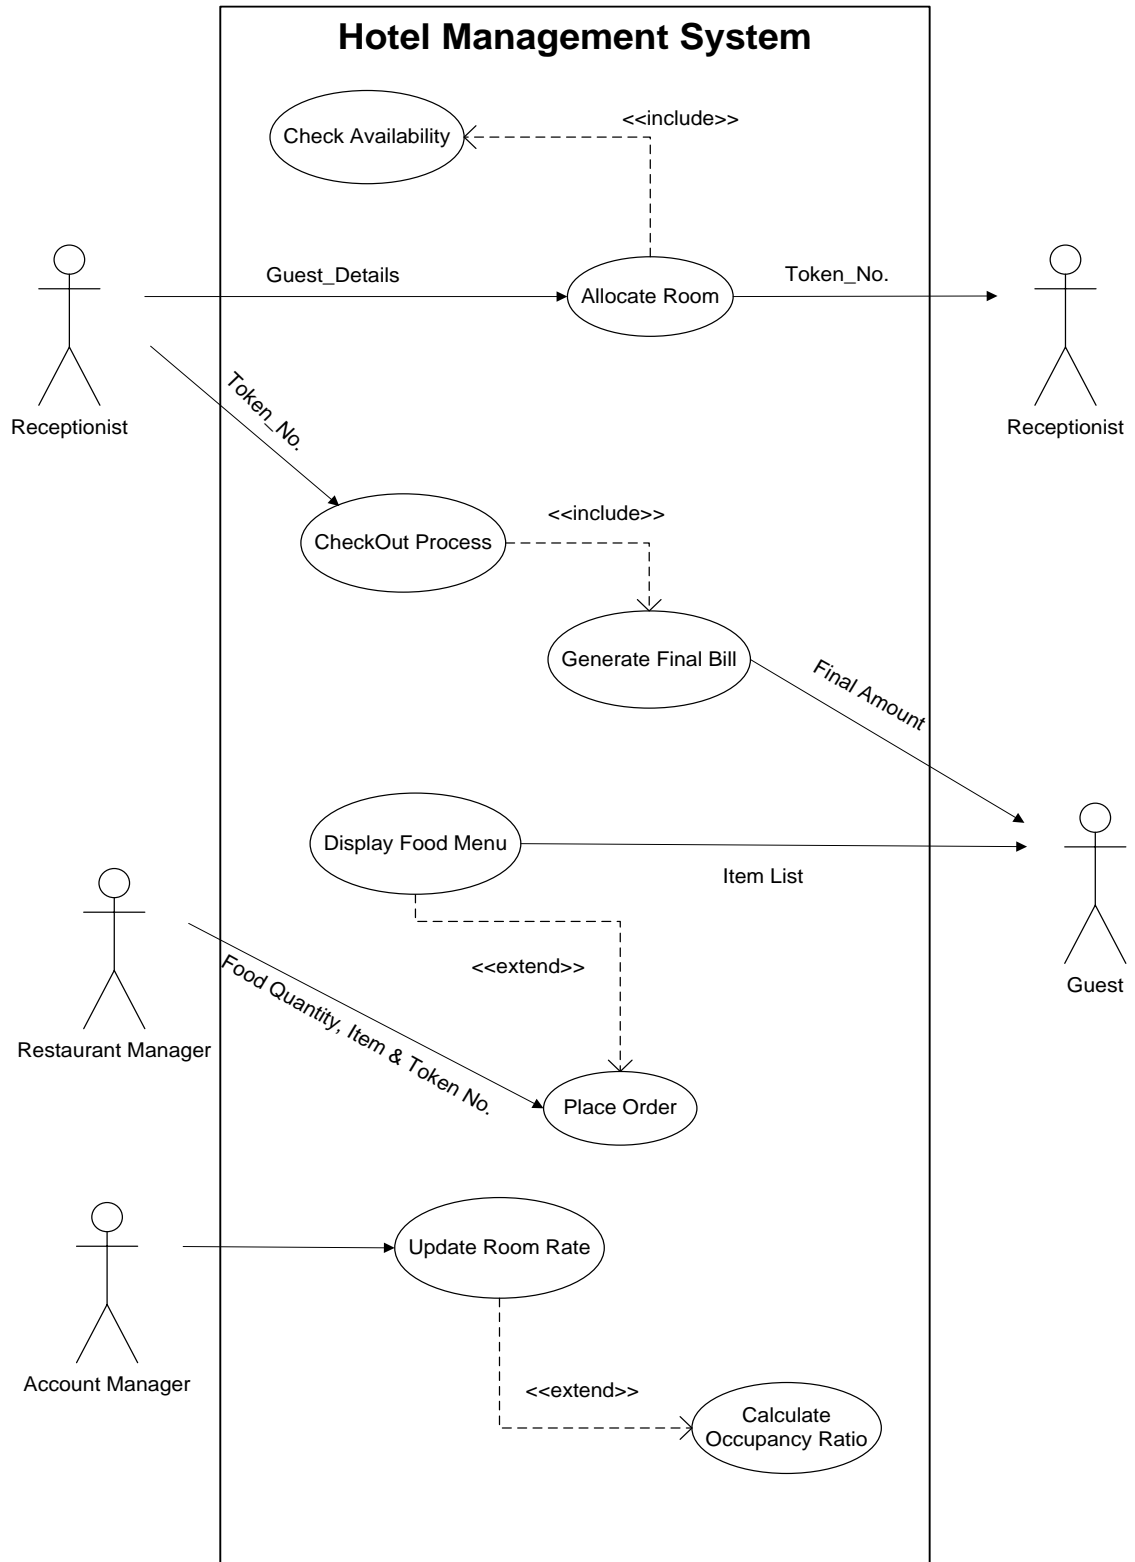 Hotel Management System
<<include>>
Check Availability
Guest_Details
Token_No.
Allocate Room
Receptionist
Receptionist
Token_No.
<<include>>
CheckOut Process
Generate Final Bill
Final Amount
Display Food Menu
Item List
<<extend>>
Guest
Restaurant Manager
Food Quantity, Item & Token No.
Place Order
Update Room Rate
Account Manager
<<extend>>
Calculate
Occupancy Ratio